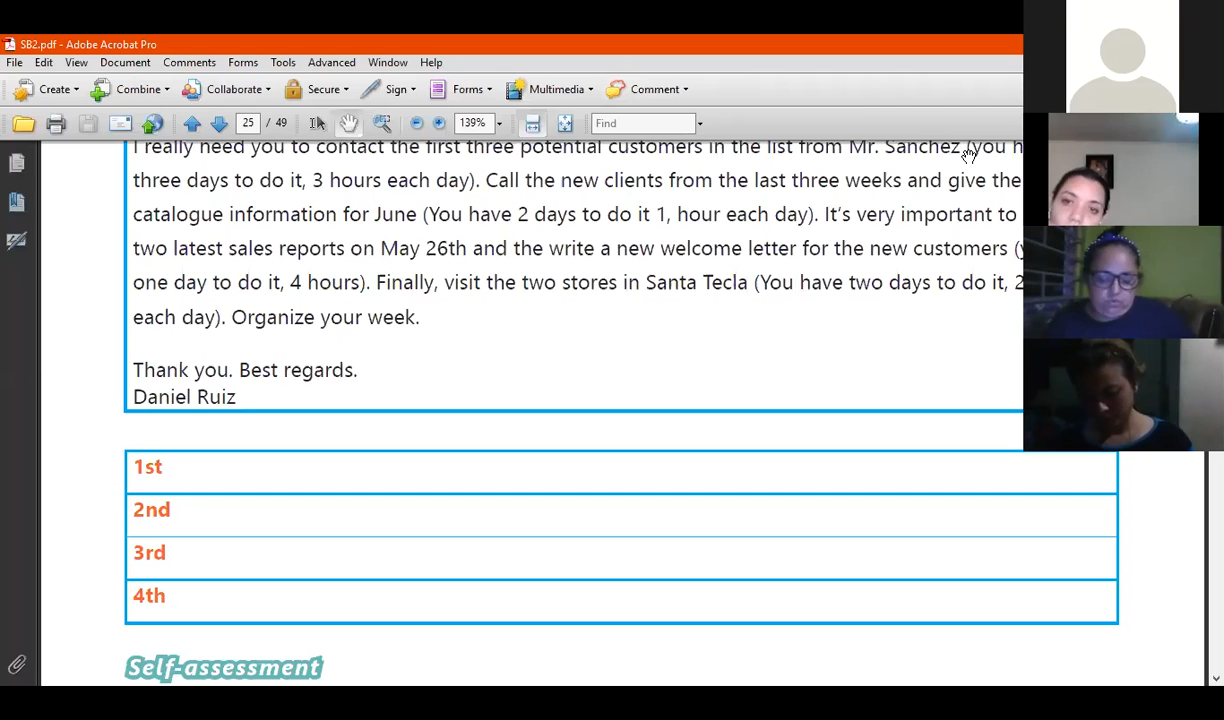 SB2.pdf - Adobe Acrobat Pro
File Edit View Document Comments Forms Tools Advanced Window Help
Create Combine Collaborate Secure Sign Forms Multimedia Comment
25 / 49 139% Find
I really need you to contact the first three potential customers in the list from Mr. Sanchez (you
three days to do it, 3 hours each day). Call the new clients from the last three weeks and give the
catalogue information for June (You have 2 days to do it 1, hour each day). It's very important to
two latest sales reports on May 26th and the write a new welcome letter for the new customers
one day to do it, 4 hours). Finally, visit the two stores in Santa Tecla (You have two days to do it, 2
each day). Organize your week.
Thank you. Best regards.
Daniel Ruiz
1st
2nd
3rd
4th
Self-assessment